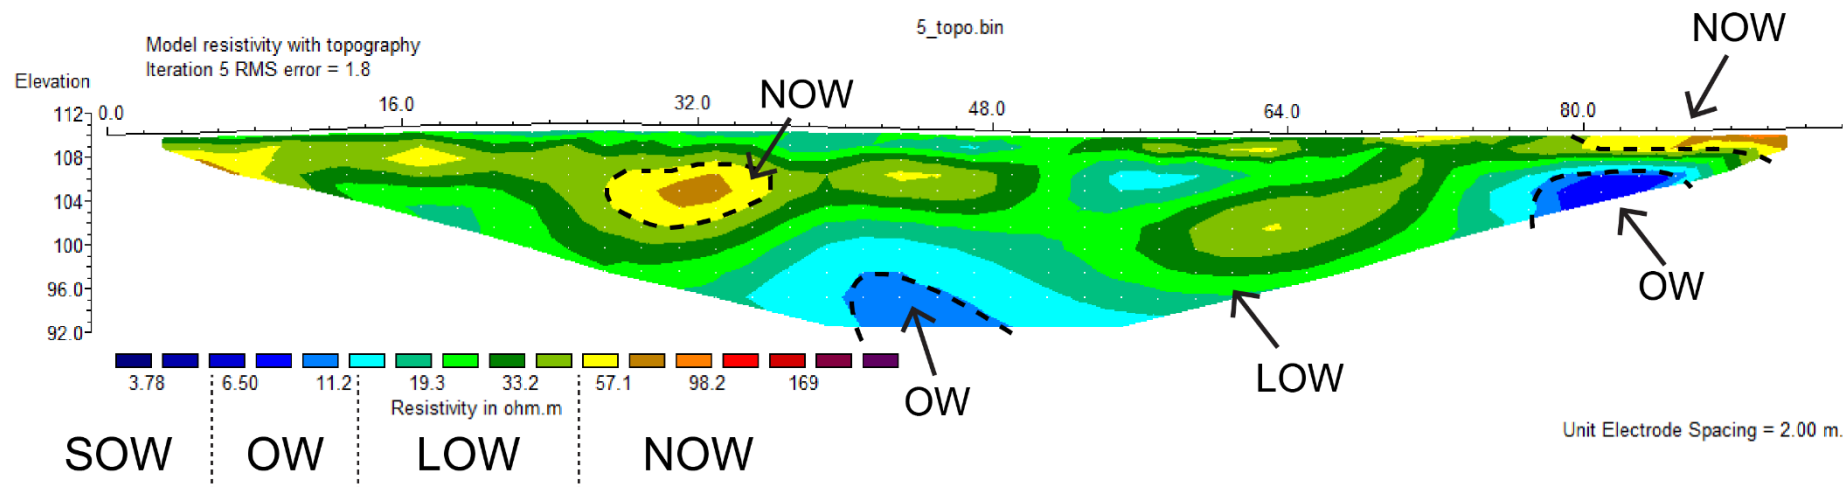 5_topo.bin
NOW
Model resistivity with topography
Iteration 5 RMS error = 1.8
Elevation
NOW
112 0.0 16.0 32.0 48.0 64.0 80.0
108
104
100
96.0
92.0
OW
LOW
OW
3.78 6.50 11.2 19.3 33.2 57.1 98.2 169
Resistivity in ohm.m
Unit Electrode Spacing = 2.00 m.
SOW OW LOW NOW